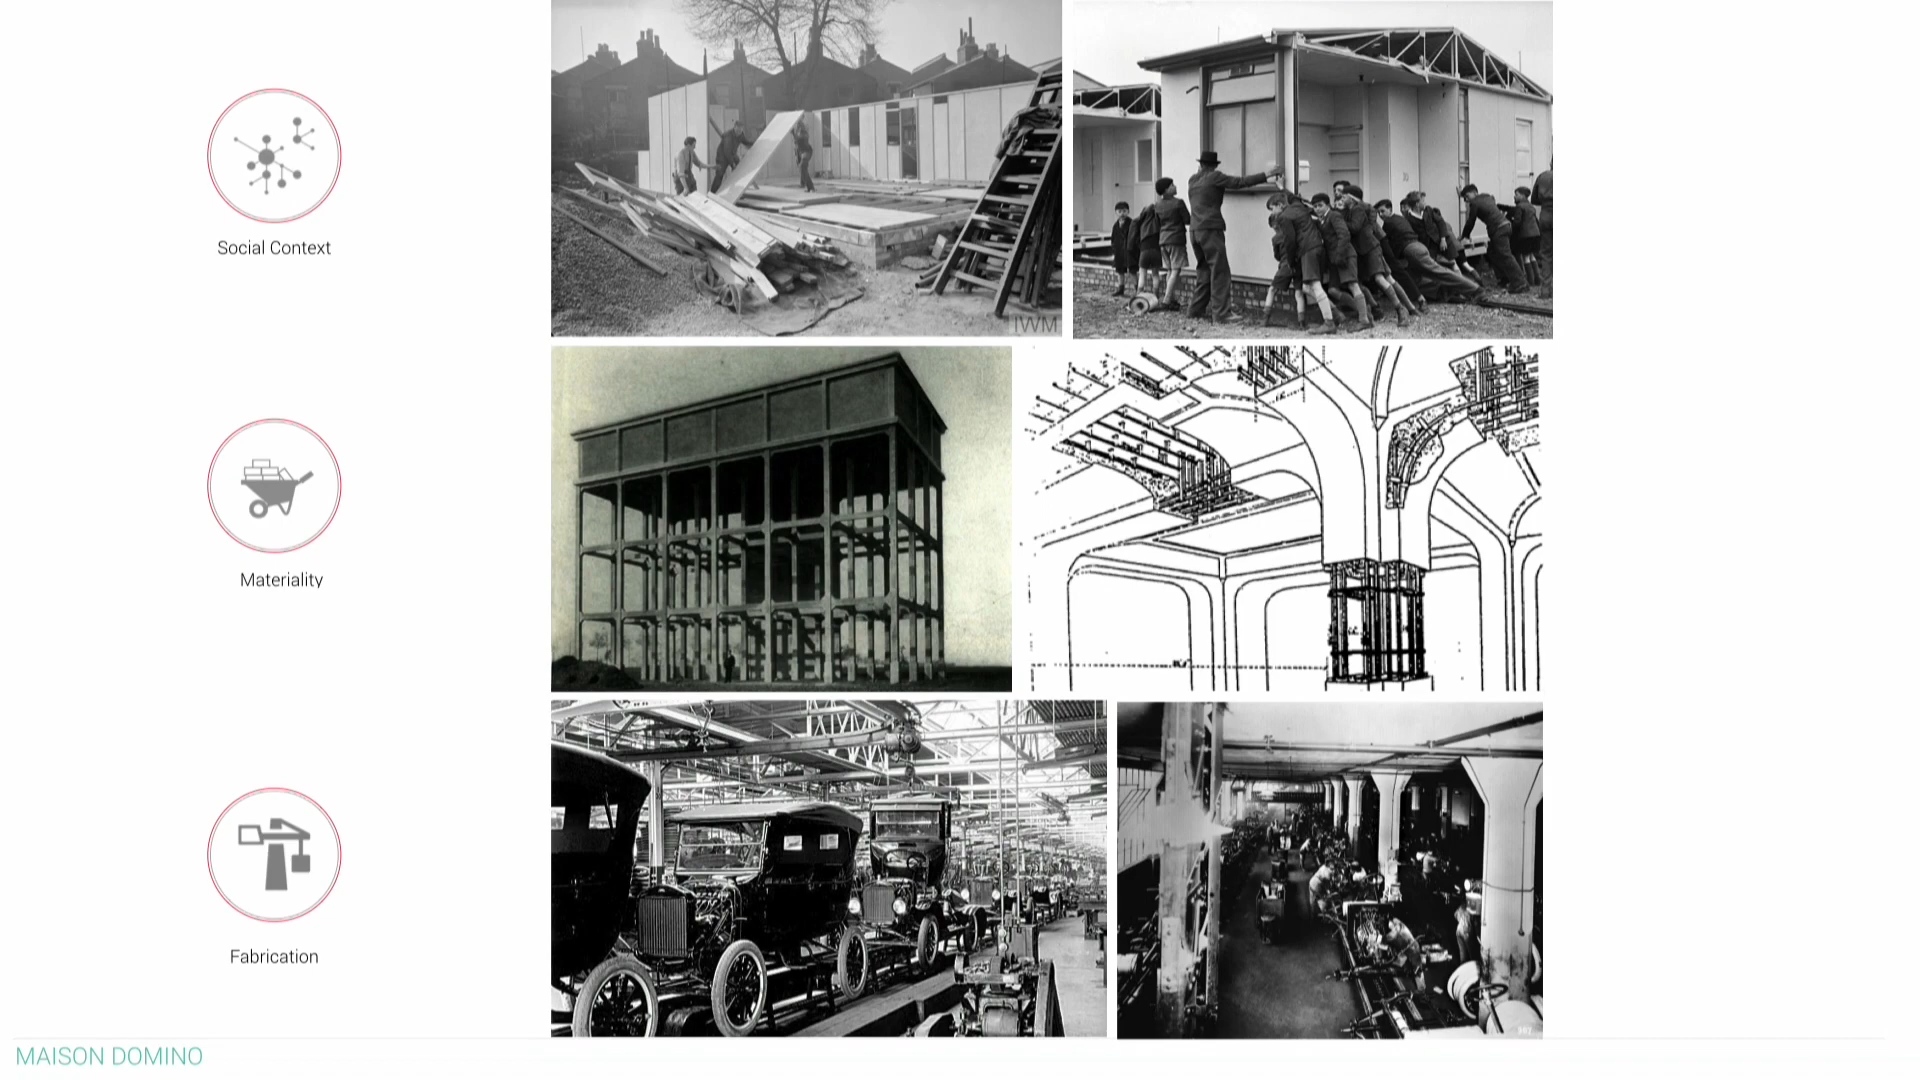 IWM
Social Context
Materiality
Fabrication
MAISON DOMINO